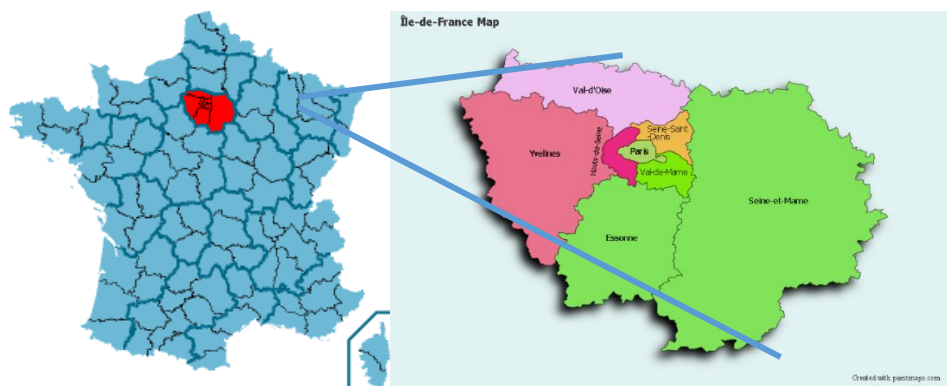 Île-de-France Map
Val-d'Oise
Seine-Saint
-Denis
Yvelines
Hauts-de-Seine
Paris
Val-de-Marne
Seine-et-Marne
Essonne
Created with paintmaps.com